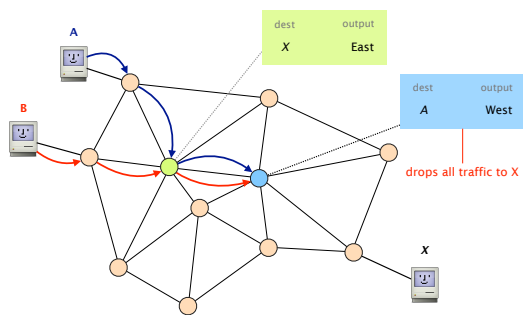 A
dest output
X East
dest output
A West
B
drops all traffic to X
X